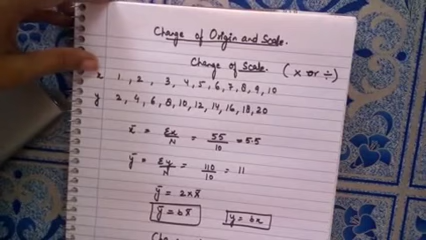 Change of Origin and Scale.
Change of Scale. (x or ÷)
x 1, 2, 3, 4, 5, 6, 7, 8, 9, 10
y 2, 4, 6, 8, 10, 12, 14, 16, 18, 20
x̄ = Σx/N = 55/10 = 5.5
ȳ = Σy/N = 110/10 = 11
ȳ = 2 x x̄
ȳ = b x̄ y = bx